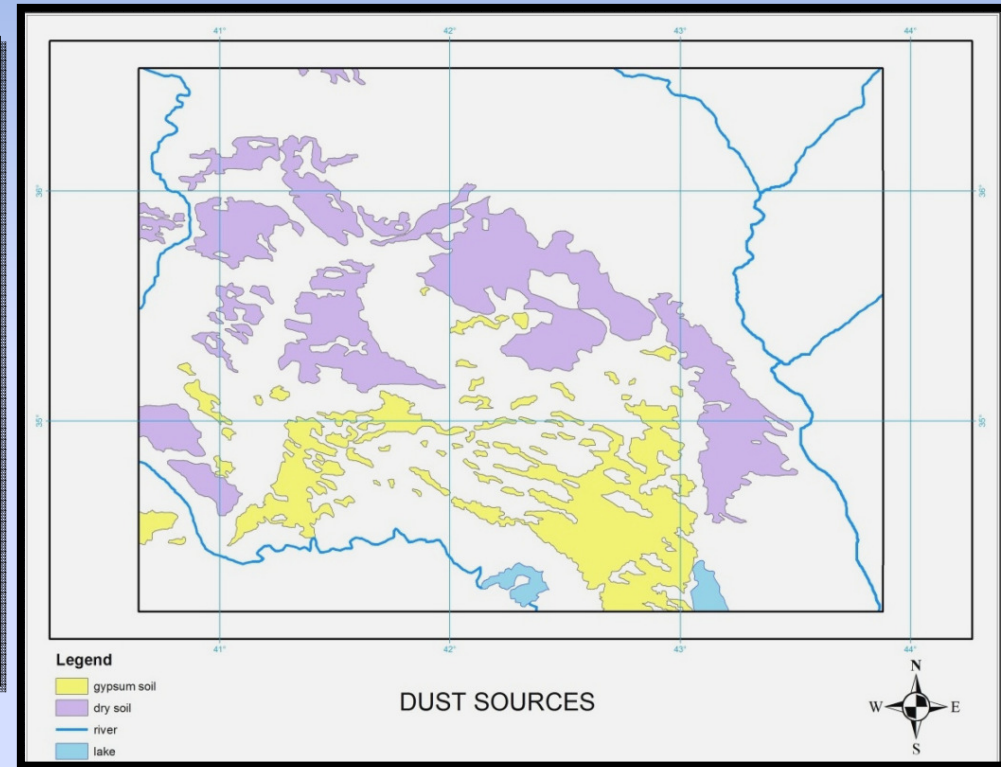 41° 42° 43° 44°
36° 36°
35° 35°
41° 42° 43° 44°
Legend
gypsum soil
dry soil
river
lake
DUST SOURCES
N
W E
S